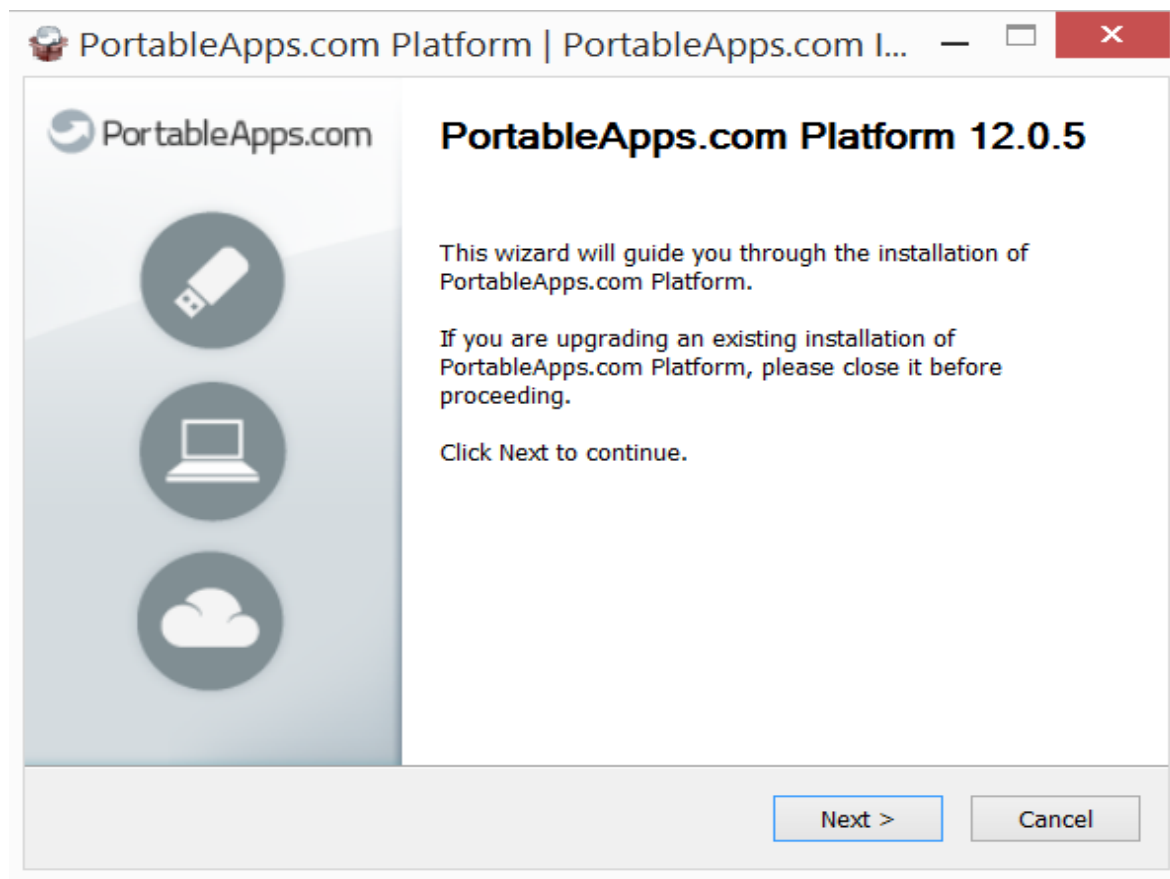 PortableApps.com Platform | PortableApps.com I...
PortableApps.com
PortableApps.com Platform 12.0.5
This wizard will guide you through the installation of
PortableApps.com Platform.
If you are upgrading an existing installation of
PortableApps.com Platform, please close it before
proceeding.
Click Next to continue.
Next >
Cancel